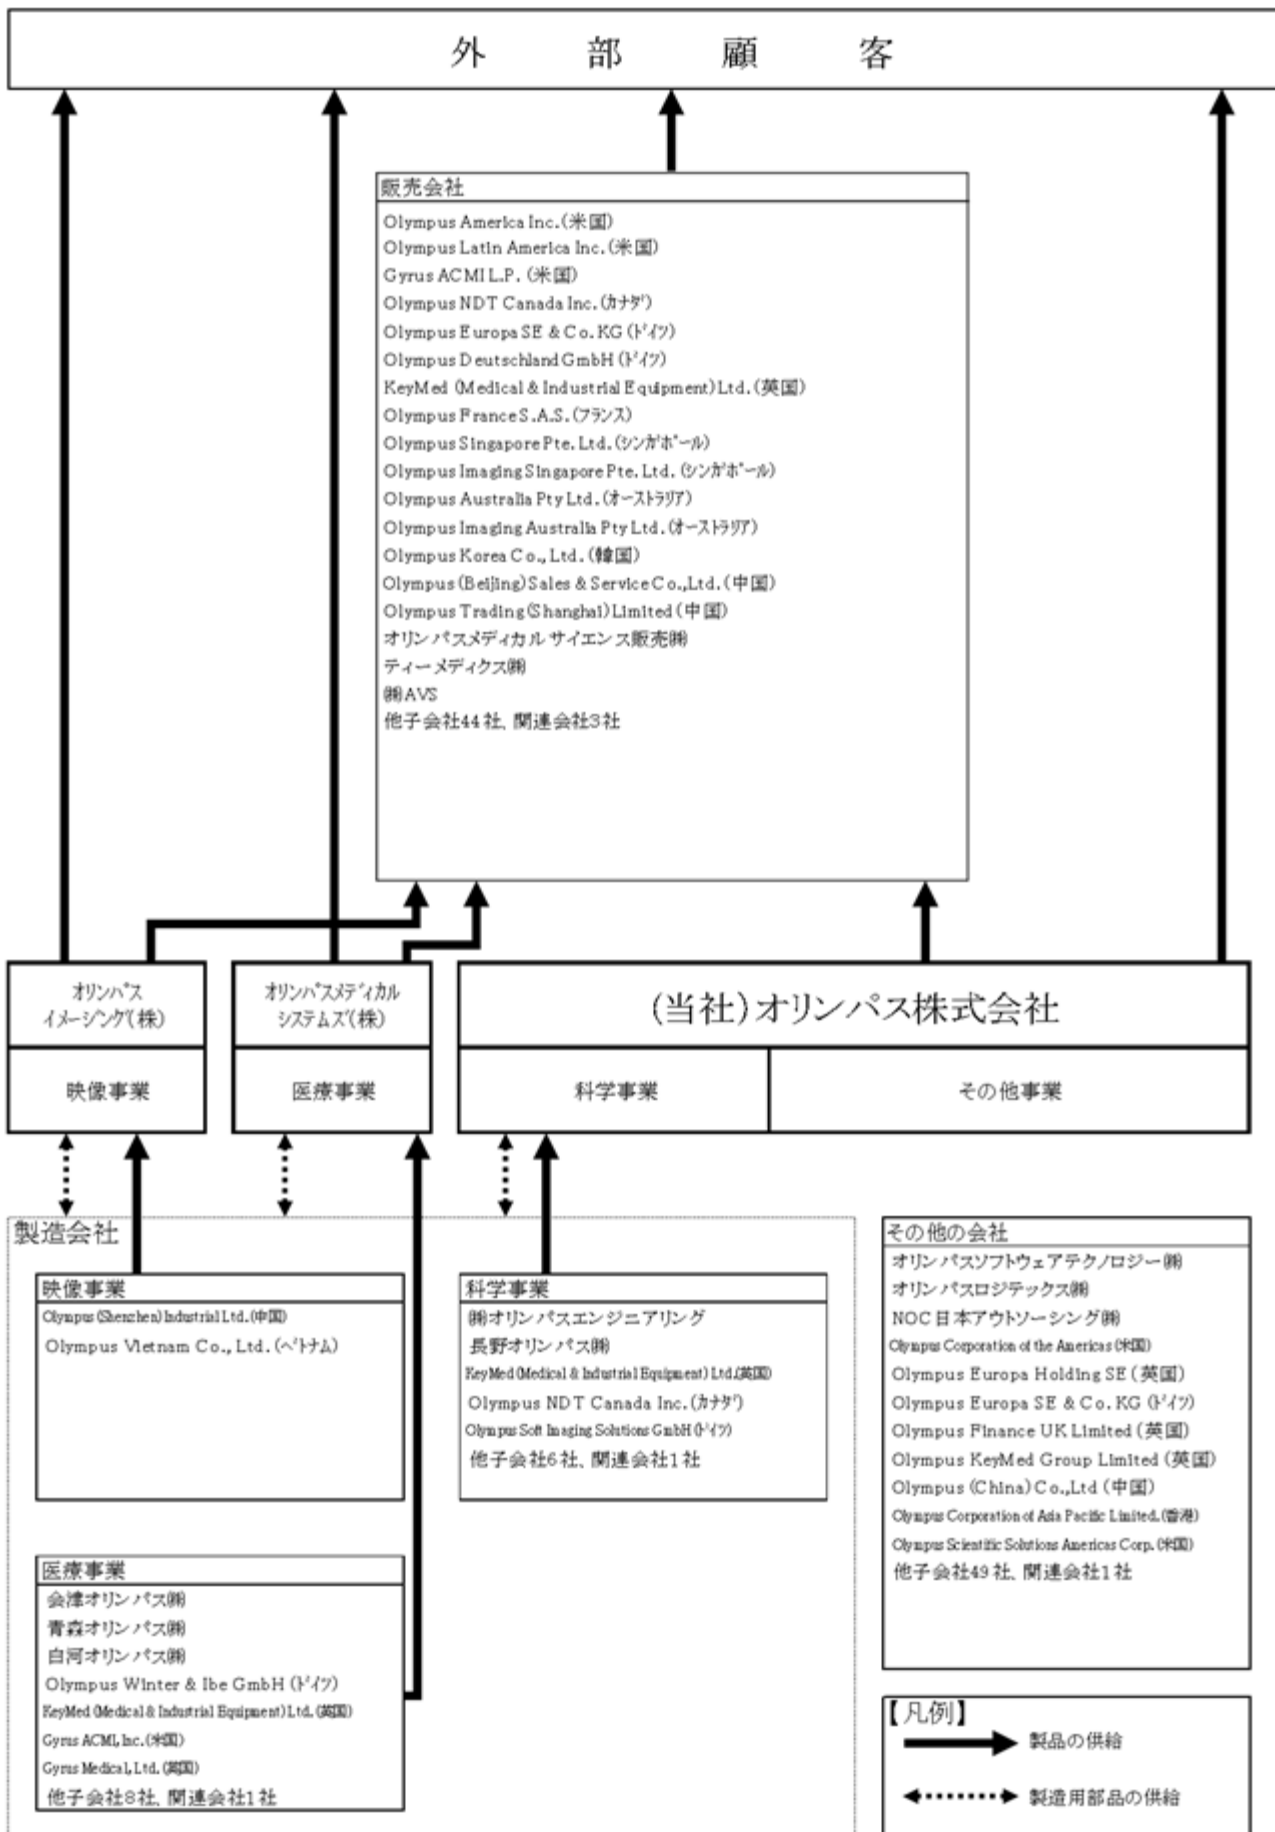 外部顧客
販売会社
Olympus America Inc.(米国)
Olympus Latin America Inc.(米国)
Gyrus ACMI L.P. (米国)
Olympus NDT Canada Inc.(ｶﾅﾀﾞ)
Olympus Europa SE & Co. KG (ﾄﾞｲﾂ)
Olympus Deutschland GmbH (ﾄﾞｲﾂ)
KeyMed (Medical & Industrial Equipment) Ltd.(英国)
Olympus France S.A.S.(フランス)
Olympus Singapore Pte. Ltd.(ｼﾝｶﾞﾎﾟｰﾙ)
Olympus Imaging Singapore Pte. Ltd. (ｼﾝｶﾞﾎﾟｰﾙ)
Olympus Australia Pty Ltd.(ｵｰｽﾄﾗﾘｱ)
Olympus Imaging Australia Pty Ltd.(ｵｰｽﾄﾗﾘｱ)
Olympus Korea Co., Ltd. (韓国)
Olympus (Beijing) Sales & Service Co.,Ltd.(中国)
Olympus Trading (Shanghai) Limited (中国)
オリンパスメディカルサイエンス販売㈱
ティーメディクス㈱
㈱AVS
他子会社44社、関連会社3社
ｵﾘﾝﾊﾟｽ
ｲﾒｰｼﾞﾝｸﾞ(株)
ｵﾘﾝﾊﾟｽﾒﾃﾞｨｶﾙ
ｼｽﾃﾑｽﾞ(株)
(当社)オリンパス株式会社
映像事業
医療事業
科学事業
その他事業
製造会社
映像事業
Olympus (Shenzhen) Industrial Ltd.(中国)
Olympus Vietnam Co., Ltd. (ﾍﾞﾄﾅﾑ)
科学事業
㈱オリンパスエンジニアリング
長野オリンパス㈱
KeyMed (Medical & Industrial Equipment) Ltd.(英国)
Olympus NDT Canada Inc.(ｶﾅﾀﾞ)
Olympus Soft Imaging Solutions GmbH (ﾄﾞｲﾂ)
他子会社6社、関連会社1社
医療事業
会津オリンパス㈱
青森オリンパス㈱
白河オリンパス㈱
Olympus Winter & Ibe GmbH (ﾄﾞｲﾂ)
KeyMed (Medical & Industrial Equipment) Ltd. (英国)
Gyrus ACMI, Inc.(米国)
Gyrus Medical, Ltd. (英国)
他子会社8社、関連会社1社
その他の会社
オリンパスソフトウェアテクノロジー㈱
オリンパスロジテックス㈱
NOC日本アウトソーシング㈱
Olympus Corporation of the Americas (米国)
Olympus Europa Holding SE (英国)
Olympus Europa SE & Co. KG (ﾄﾞｲﾂ)
Olympus Finance UK Limited (英国)
Olympus KeyMed Group Limited (英国)
Olympus (China) Co.,Ltd (中国)
Olympus Corporation of Asia Pacific Limited.(香港)
Olympus Scientific Solutions Americas Corp. (米国)
他子会社49社、関連会社1社
【凡例】
製品の供給
製造用部品の供給